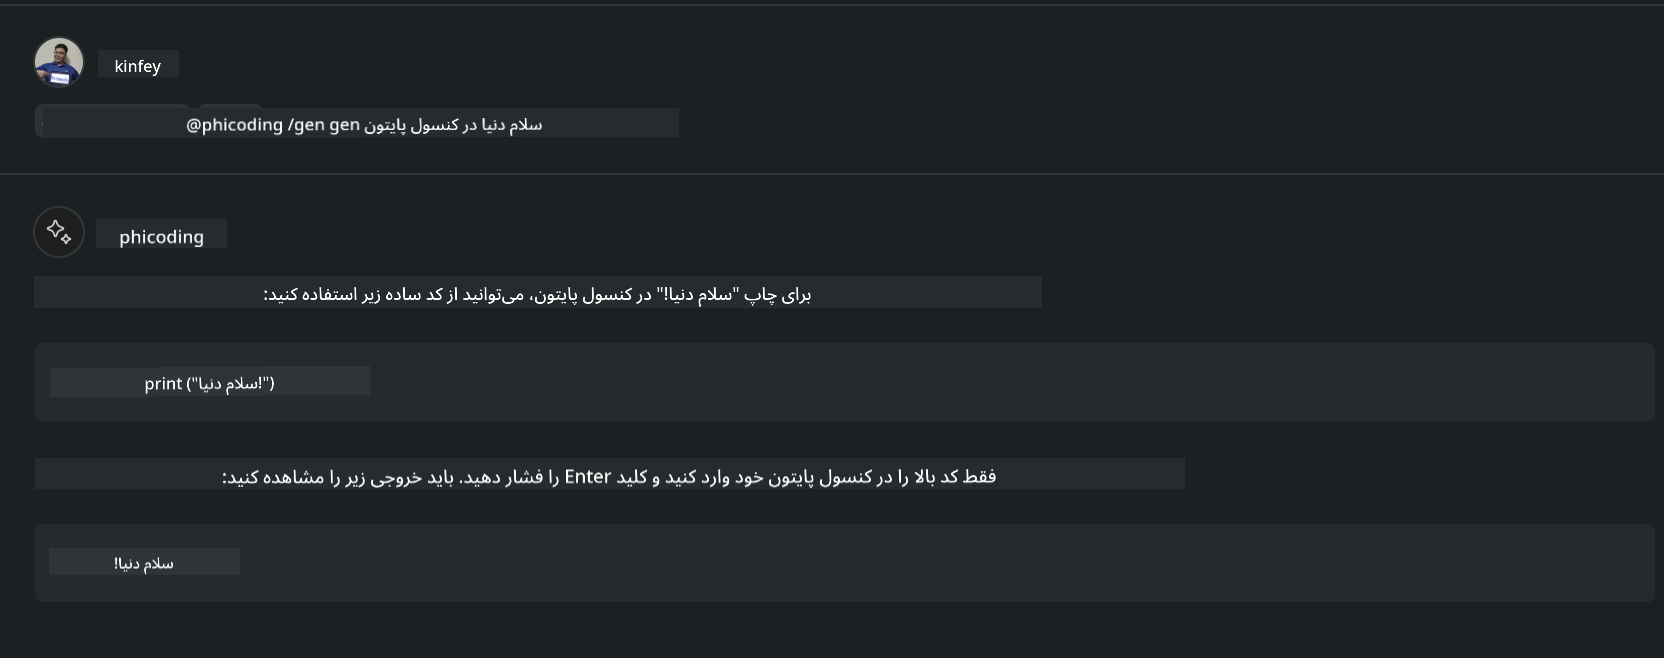 kinfey
@phicoding /gen gen سلام دنیا در کنسول پایتون
phicoding
برای چاپ "سلام دنیا!" در کنسول پایتون، می‌توانید از کد ساده زیر استفاده کنید:
print ("سلام دنیا!")
فقط کد بالا را در کنسول پایتون خود وارد کنید و کلید Enter را فشار دهید. باید خروجی زیر را مشاهده کنید:
سلام دنیا!